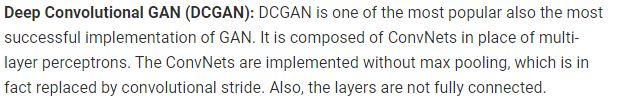 Deep Convolutional GAN (DCGAN): DCGAN is one of the most popular also the most
successful implementation of GAN. It is composed of ConvNets in place of multi-
layer perceptrons. The ConvNets are implemented without max pooling, which is in
fact replaced by convolutional stride. Also, the layers are not fully connected.